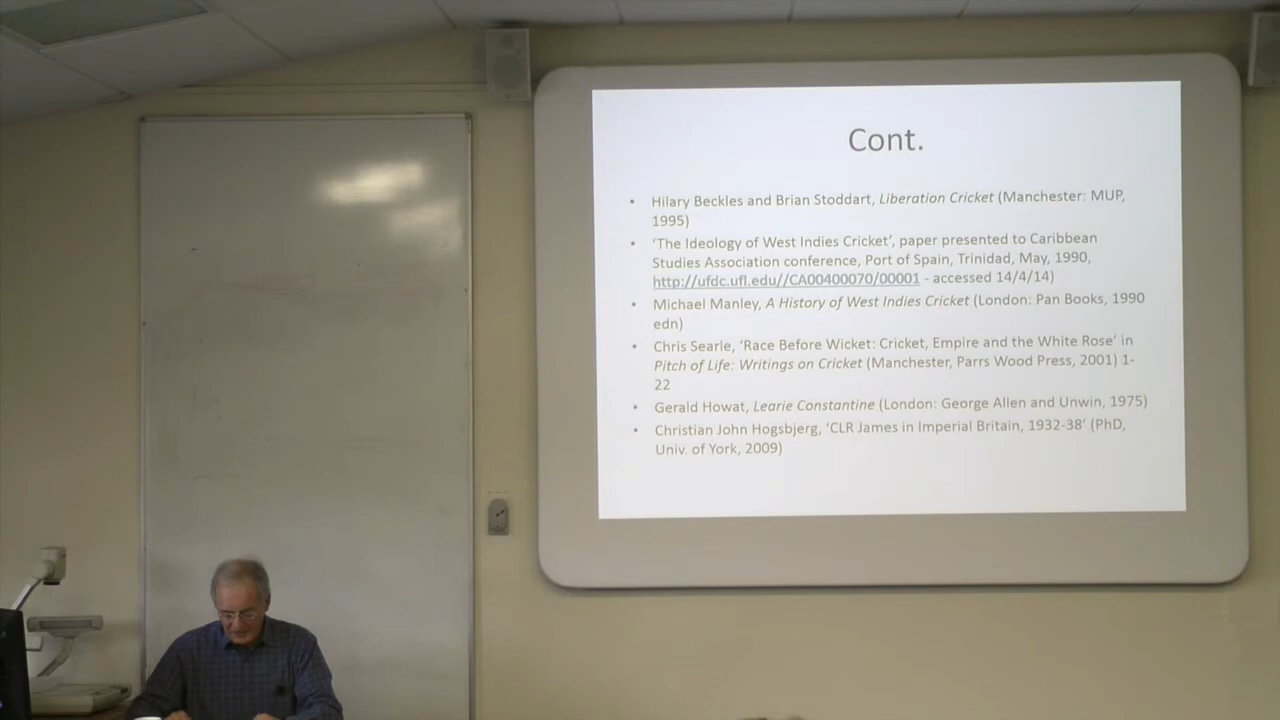 Cont.
• Hilary Beckles and Brian Stoddart, Liberation Cricket (Manchester: MUP,
1995)
• ‘The Ideology of West Indies Cricket’, paper presented to Caribbean
Studies Association conference, Port of Spain, Trinidad, May, 1990,
http://ufdc.ufl.edu//CA00400070/00001 - accessed 14/4/14)
• Michael Manley, A History of West Indies Cricket (London: Pan Books, 1990
edn)
• Chris Searle, ‘Race Before Wicket: Cricket, Empire and the White Rose’ in
Pitch of Life: Writings on Cricket (Manchester, Parrs Wood Press, 2001) 1-
22
• Gerald Howat, Learie Constantine (London: George Allen and Unwin, 1975)
• Christian John Hogsbjerg, ‘CLR James in Imperial Britain, 1932-38’ (PhD,
Univ. of York, 2009)